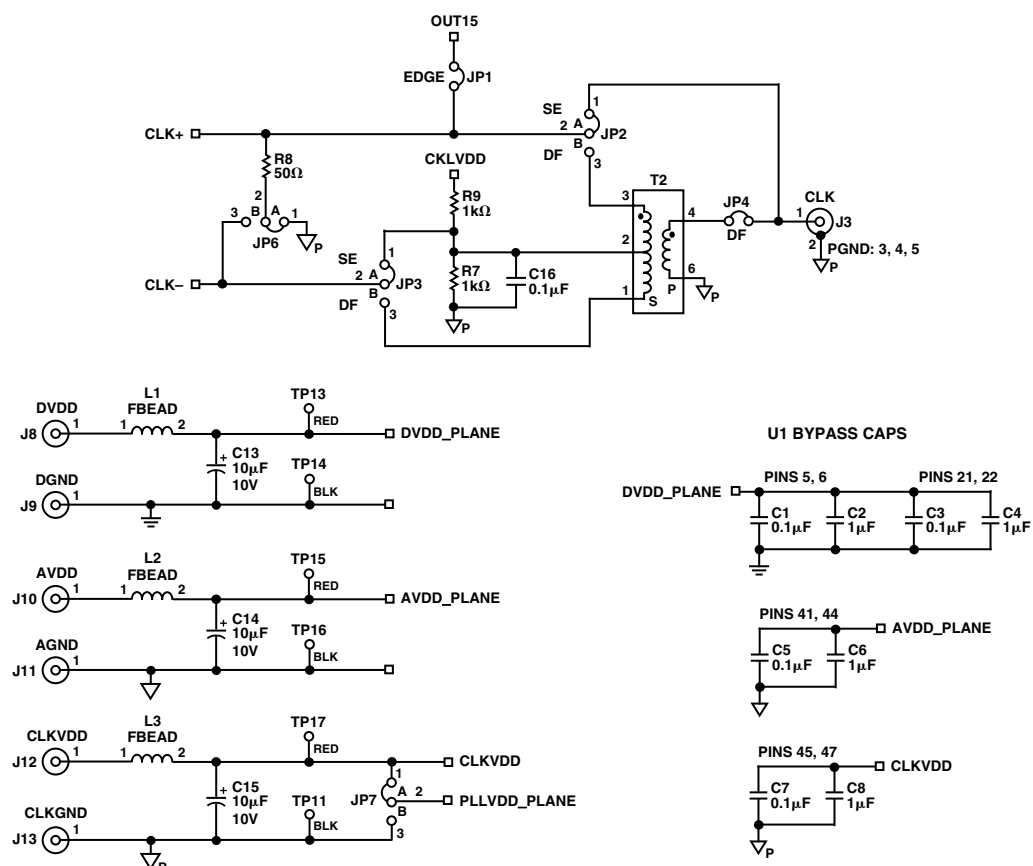 OUT15
EDGE JP1
CLK+
SE
1
2 A
JP2
B
DF
3
R8
50Ω
2
3 B A 1
JP6
P
CKLVDD
R9
1kΩ
SE
1
2 A
JP3
B
DF
3
CLK–
R7
1kΩ
C16
0.1µF
P
T2
3
2
1
S
4
P
6
P
JP4
DF
CLK
1
J3
2
PGND: 3, 4, 5
P
DVDD
J8
1
L1
FBEAD
1 2
TP13
RED
DVDD_PLANE
+
C13
10µF
10V
DGND
J9
1
TP14
BLK
AVDD
J10
1
L2
FBEAD
1 2
TP15
RED
AVDD_PLANE
+
C14
10µF
10V
AGND
J11
1
TP16
BLK
CLKVDD
J12
1
L3
FBEAD
1 2
TP17
RED
CLKVDD
+
C15
10µF
10V
1
JP7
A 2
PLLVDD_PLANE
B
3
CLKGND
J13
1
TP11
BLK
P
U1 BYPASS CAPS
PINS 5, 6
PINS 21, 22
DVDD_PLANE
C1
0.1µF
C2
1µF
C3
0.1µF
C4
1µF
PINS 41, 44
AVDD_PLANE
C5
0.1µF
C6
1µF
PINS 45, 47
CLKVDD
C7
0.1µF
C8
1µF
P